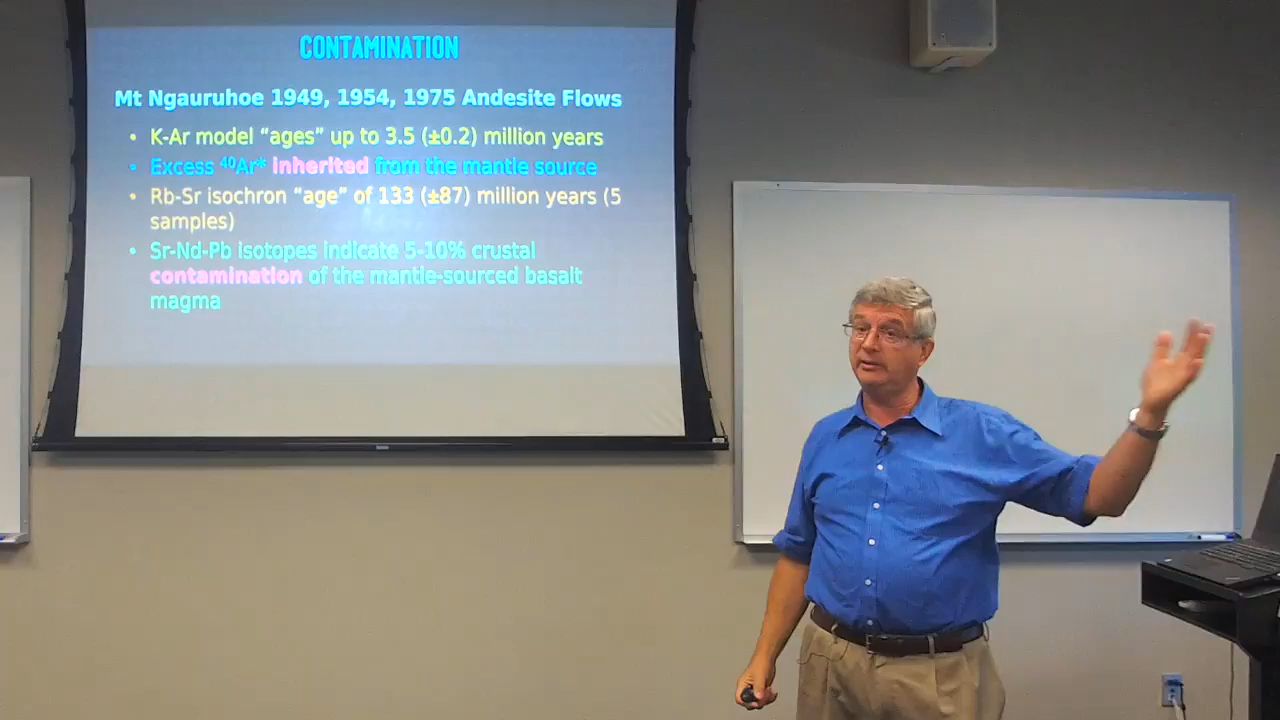 CONTAMINATION
Mt Ngauruhoe 1949, 1954, 1975 Andesite Flows
• K-Ar model “ages” up to 3.5 (±0.2) million years
• Excess ⁴⁰Ar* inherited from the mantle source
• Rb-Sr isochron “age” of 133 (±87) million years (5
samples)
• Sr-Nd-Pb isotopes indicate 5-10% crustal
contamination of the mantle-sourced basalt
magma